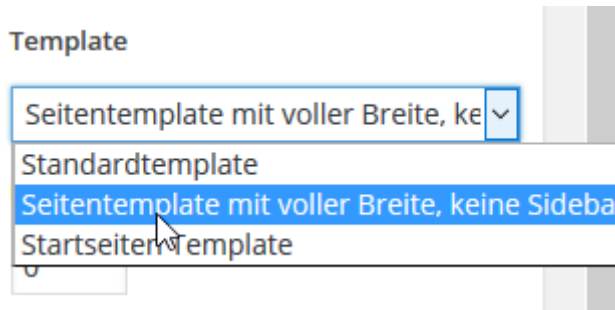 Template
Seitentemplate mit voller Breite, ke
Standardtemplate
Seitentemplate mit voller Breite, keine Sideba
Startseiten-Template
0